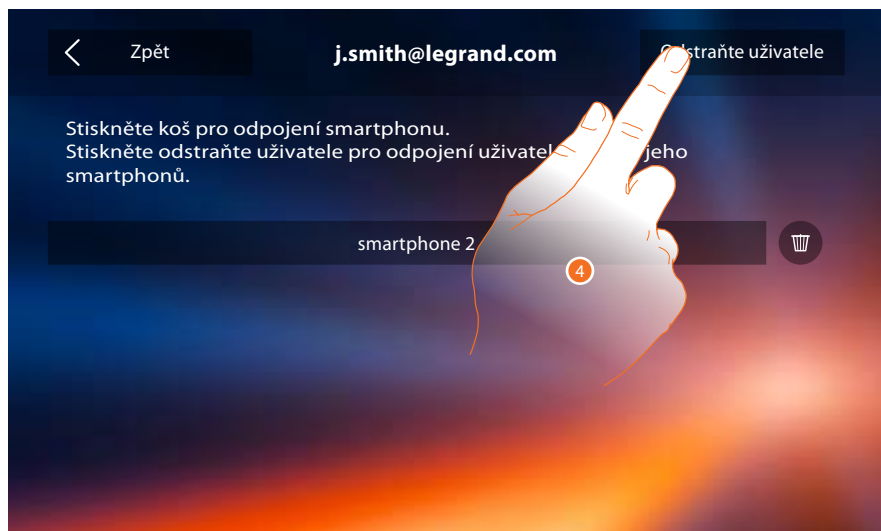 Zpět
j.smith@legrand.com
Odstraňte uživatele
Stiskněte koš pro odpojení smartphonu.
Stiskněte odstraňte uživatele pro odpojení jeho
smartphonů.
smartphone 2
4